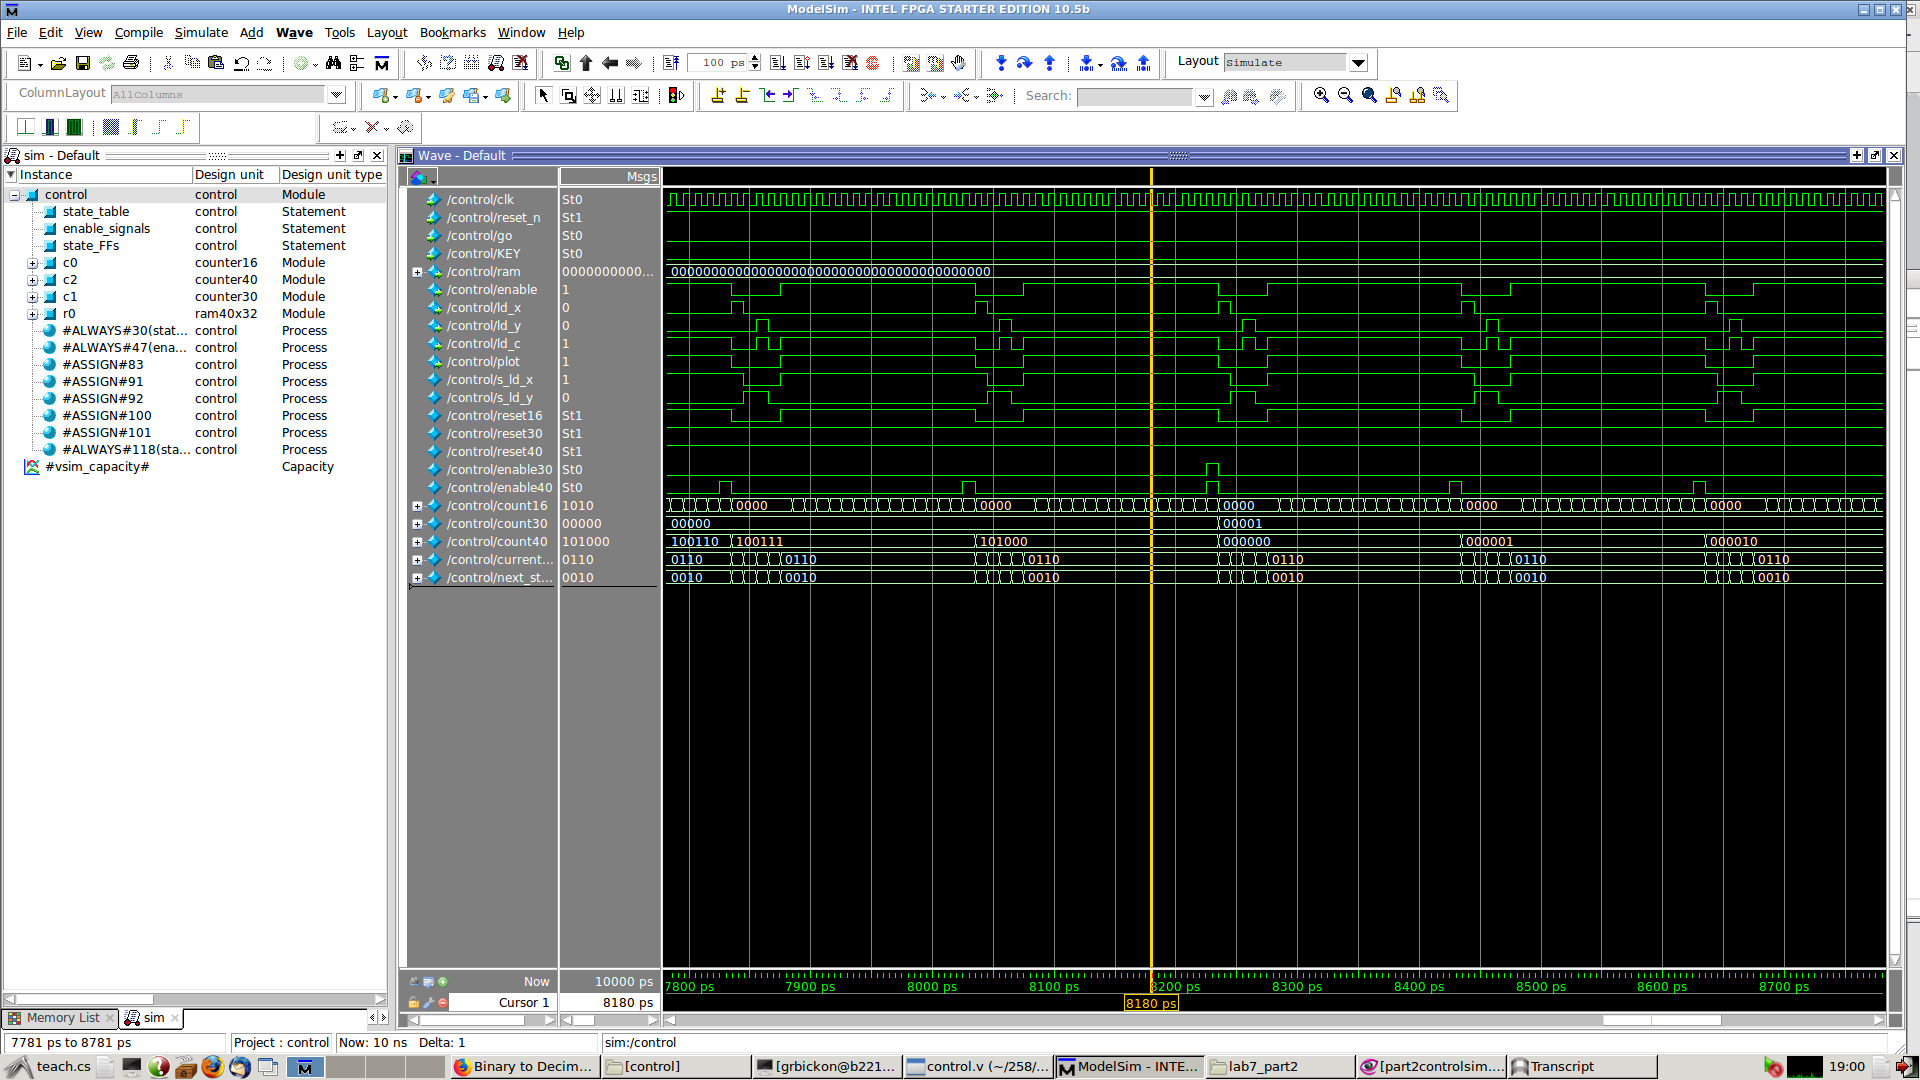 ModelSim - INTEL FPGA STARTER EDITION 10.5b
File Edit View Compile Simulate Add Wave Tools Layout Bookmarks Window Help
100 ps Layout Simulate
ColumnLayout AllColumns Search:
sim - Default
Instance Design unit Design unit type
control control Module
state_table control Statement
enable_signals control Statement
state_FFs control Statement
c0 counter16 Module
c2 counter40 Module
c1 counter30 Module
r0 ram40x32 Module
#ALWAYS#30(stat... control Process
#ALWAYS#47(ena... control Process
#ASSIGN#83 control Process
#ASSIGN#91 control Process
#ASSIGN#92 control Process
#ASSIGN#100 control Process
#ASSIGN#101 control Process
#ALWAYS#118(sta... control Process
#vsim_capacity# Capacity
Wave - Default
Msgs
/control/clk St0
/control/reset_n St1
/control/go St0
/control/KEY St0
/control/ram 0000000000... 0000000000000000000000000000000000000000
/control/enable 1
/control/ld_x 0
/control/ld_y 0
/control/ld_c 1
/control/plot 1
/control/s_ld_x 1
/control/s_ld_y 0
/control/reset16 St1
/control/reset30 St1
/control/reset40 St1
/control/enable30 St0
/control/enable40 St0
/control/count16 1010 0000 0000 0000 0000 0000
/control/count30 00000 00000 00001
/control/count40 101000 100110 100111 101000 000000 000001 000010
/control/current... 0110 0110 0110 0110 0110 0110 0110
/control/next_st... 0010 0010 0010 0010 0010 0010 0010
Now 10000 ps 7800 ps 7900 ps 8000 ps 8100 ps 8200 ps 8300 ps 8400 ps 8500 ps 8600 ps 8700 ps
Cursor 1 8180 ps 8180 ps
Memory List sim
7781 ps to 8781 ps Project : control Now: 10 ns Delta: 1 sim:/control
teach.cs Binary to Decim... [control] [grbickon@b221... control.v (~/258/... ModelSim - INTE... lab7_part2 [part2controlsim.... Transcript 19:00